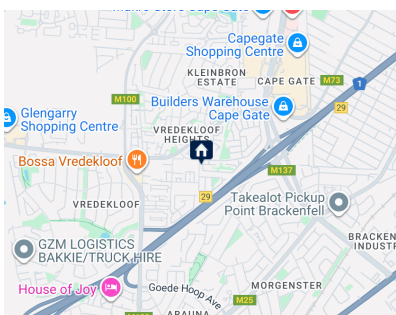 Capegate
Shopping Centre
KLEINBRON
ESTATE
CAPE GATE
M73
1
M100
Builders Warehouse
Cape Gate
29
Glengarry
Shopping Centre
VREDEKLOOF
HEIGHTS
Bossa Vredekloof
M137
29
Takealot Pickup
Point Brackenfell
VREDEKLOOF
BRACKEN
INDUSTR
GZM LOGISTICS
BAKKIE/TRUCK HIRE
House of Joy
Goede Hoop Ave
MORGENSTER
M25
ARAUNA